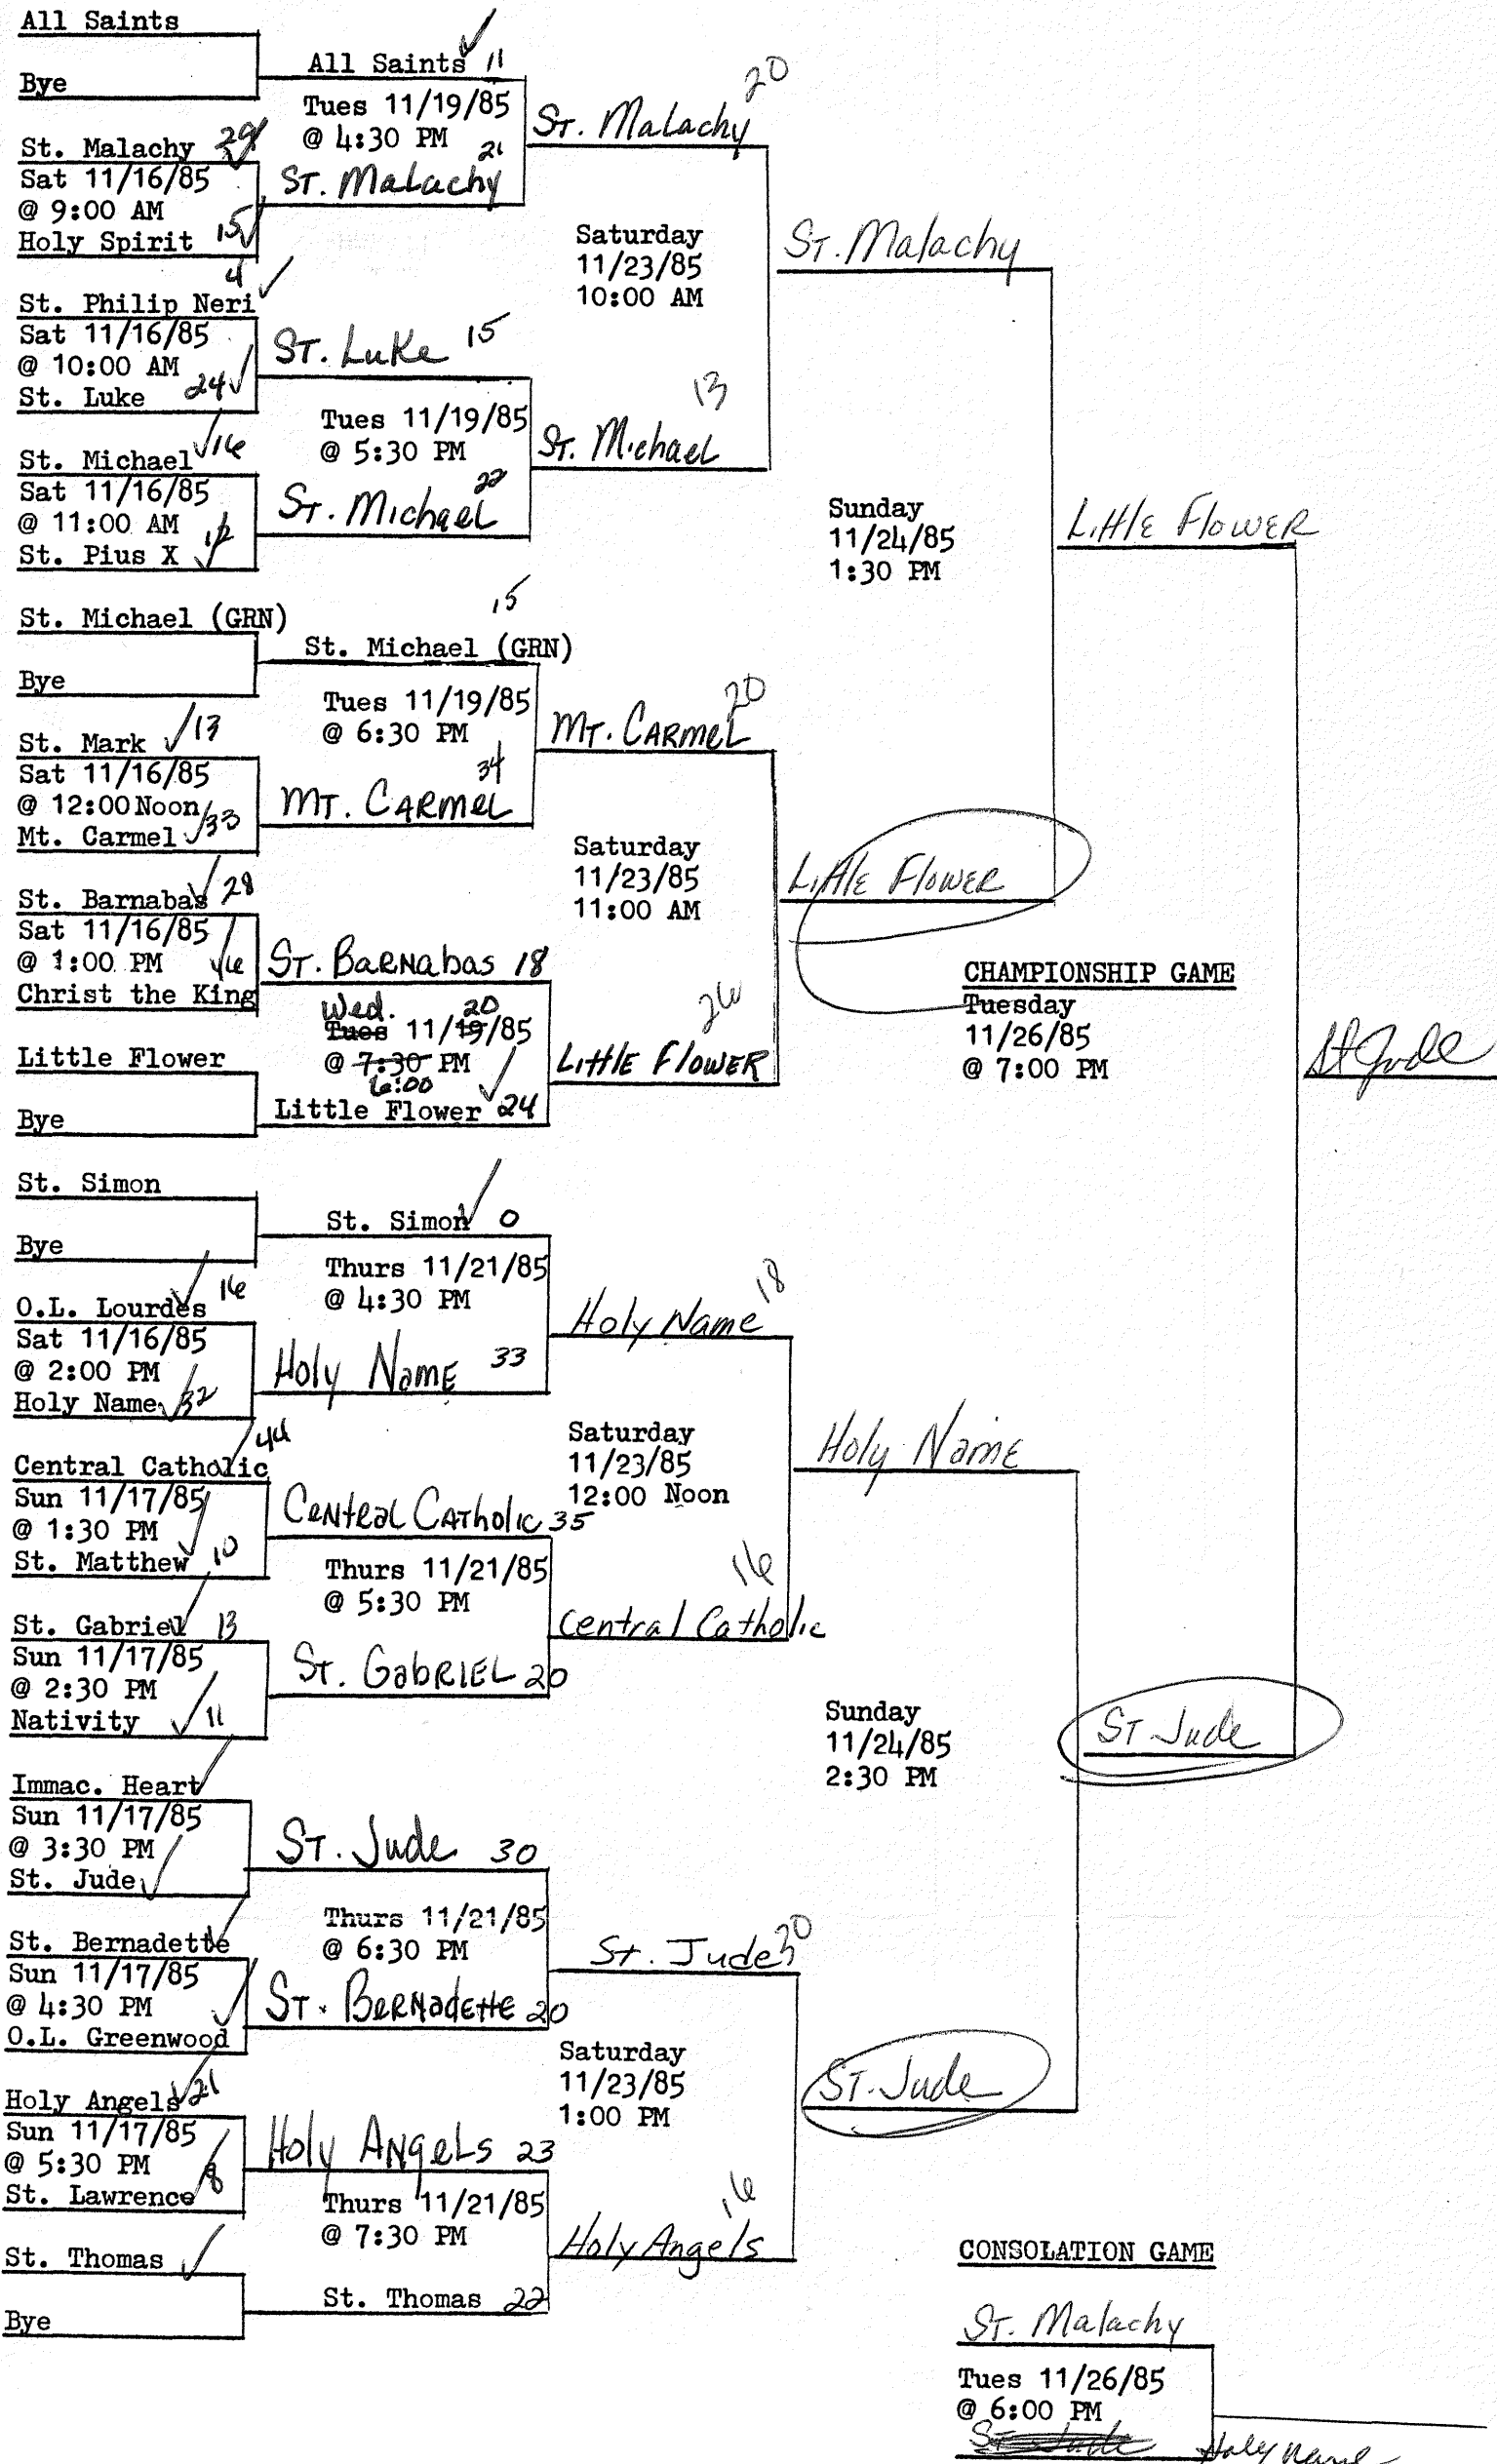 All Saints
Bye
All Saints 11
Tues 11/19/85
@ 4:30 PM
St. Malachy 21
St. Malachy 29
Sat 11/16/85
@ 9:00 AM
Holy Spirit 15
St. Malachy 20
Saturday
11/23/85
10:00 AM
St. Malachy
St. Philip Neri 4
Sat 11/16/85
@ 10:00 AM
St. Luke 24
St. Luke 15
Tues 11/19/85
@ 5:30 PM
St. Michael 22
St. Michael 13
St. Michael 16
Sat 11/16/85
@ 11:00 AM
St. Pius X 12
Sunday
11/24/85
1:30 PM
Little Flower
St. Michael (GRN)
Bye
St. Michael (GRN) 15
Tues 11/19/85
@ 6:30 PM
Mt. Carmel 34
Mt. Carmel 20
St. Mark 13
Sat 11/16/85
@ 12:00 Noon
Mt. Carmel 33
Saturday
11/23/85
11:00 AM
Little Flower
St. Barnabas 28
Sat 11/16/85
@ 1:00 PM 16
Christ the King
St. Barnabas 18
Wed. 20
Tues 11/19/85
@ 7:30 PM
6:00
Little Flower 24
Little Flower 26
Little Flower
Bye
CHAMPIONSHIP GAME
Tuesday
11/26/85
@ 7:00 PM
St Jude
St. Simon
Bye
St. Simon 0
Thurs 11/21/85
@ 4:30 PM
Holy Name 33
Holy Name 18
O.L. Lourdes 16
Sat 11/16/85
@ 2:00 PM
Holy Name 32
Saturday
11/23/85
12:00 Noon
Holy Name
Central Catholic 44
Sun 11/17/85
@ 1:30 PM
St. Matthew 10
Central Catholic 35
Thurs 11/21/85
@ 5:30 PM
St. Gabriel 20
Central Catholic 16
St. Gabriel 13
Sun 11/17/85
@ 2:30 PM
Nativity 11
Sunday
11/24/85
2:30 PM
St. Jude
Immac. Heart
Sun 11/17/85
@ 3:30 PM
St. Jude
St. Jude 30
Thurs 11/21/85
@ 6:30 PM
St. Bernadette 20
St. Jude 30
St. Bernadette
Sun 11/17/85
@ 4:30 PM
O.L. Greenwood
Saturday
11/23/85
1:00 PM
St. Jude
Holy Angels 21
Sun 11/17/85
@ 5:30 PM
St. Lawrence 8
Holy Angels 23
Thurs 11/21/85
@ 7:30 PM
St. Thomas 22
Holy Angels 16
St. Thomas
Bye
CONSOLATION GAME
St. Malachy
Tues 11/26/85
@ 6:00 PM
St. Jude Holy Name